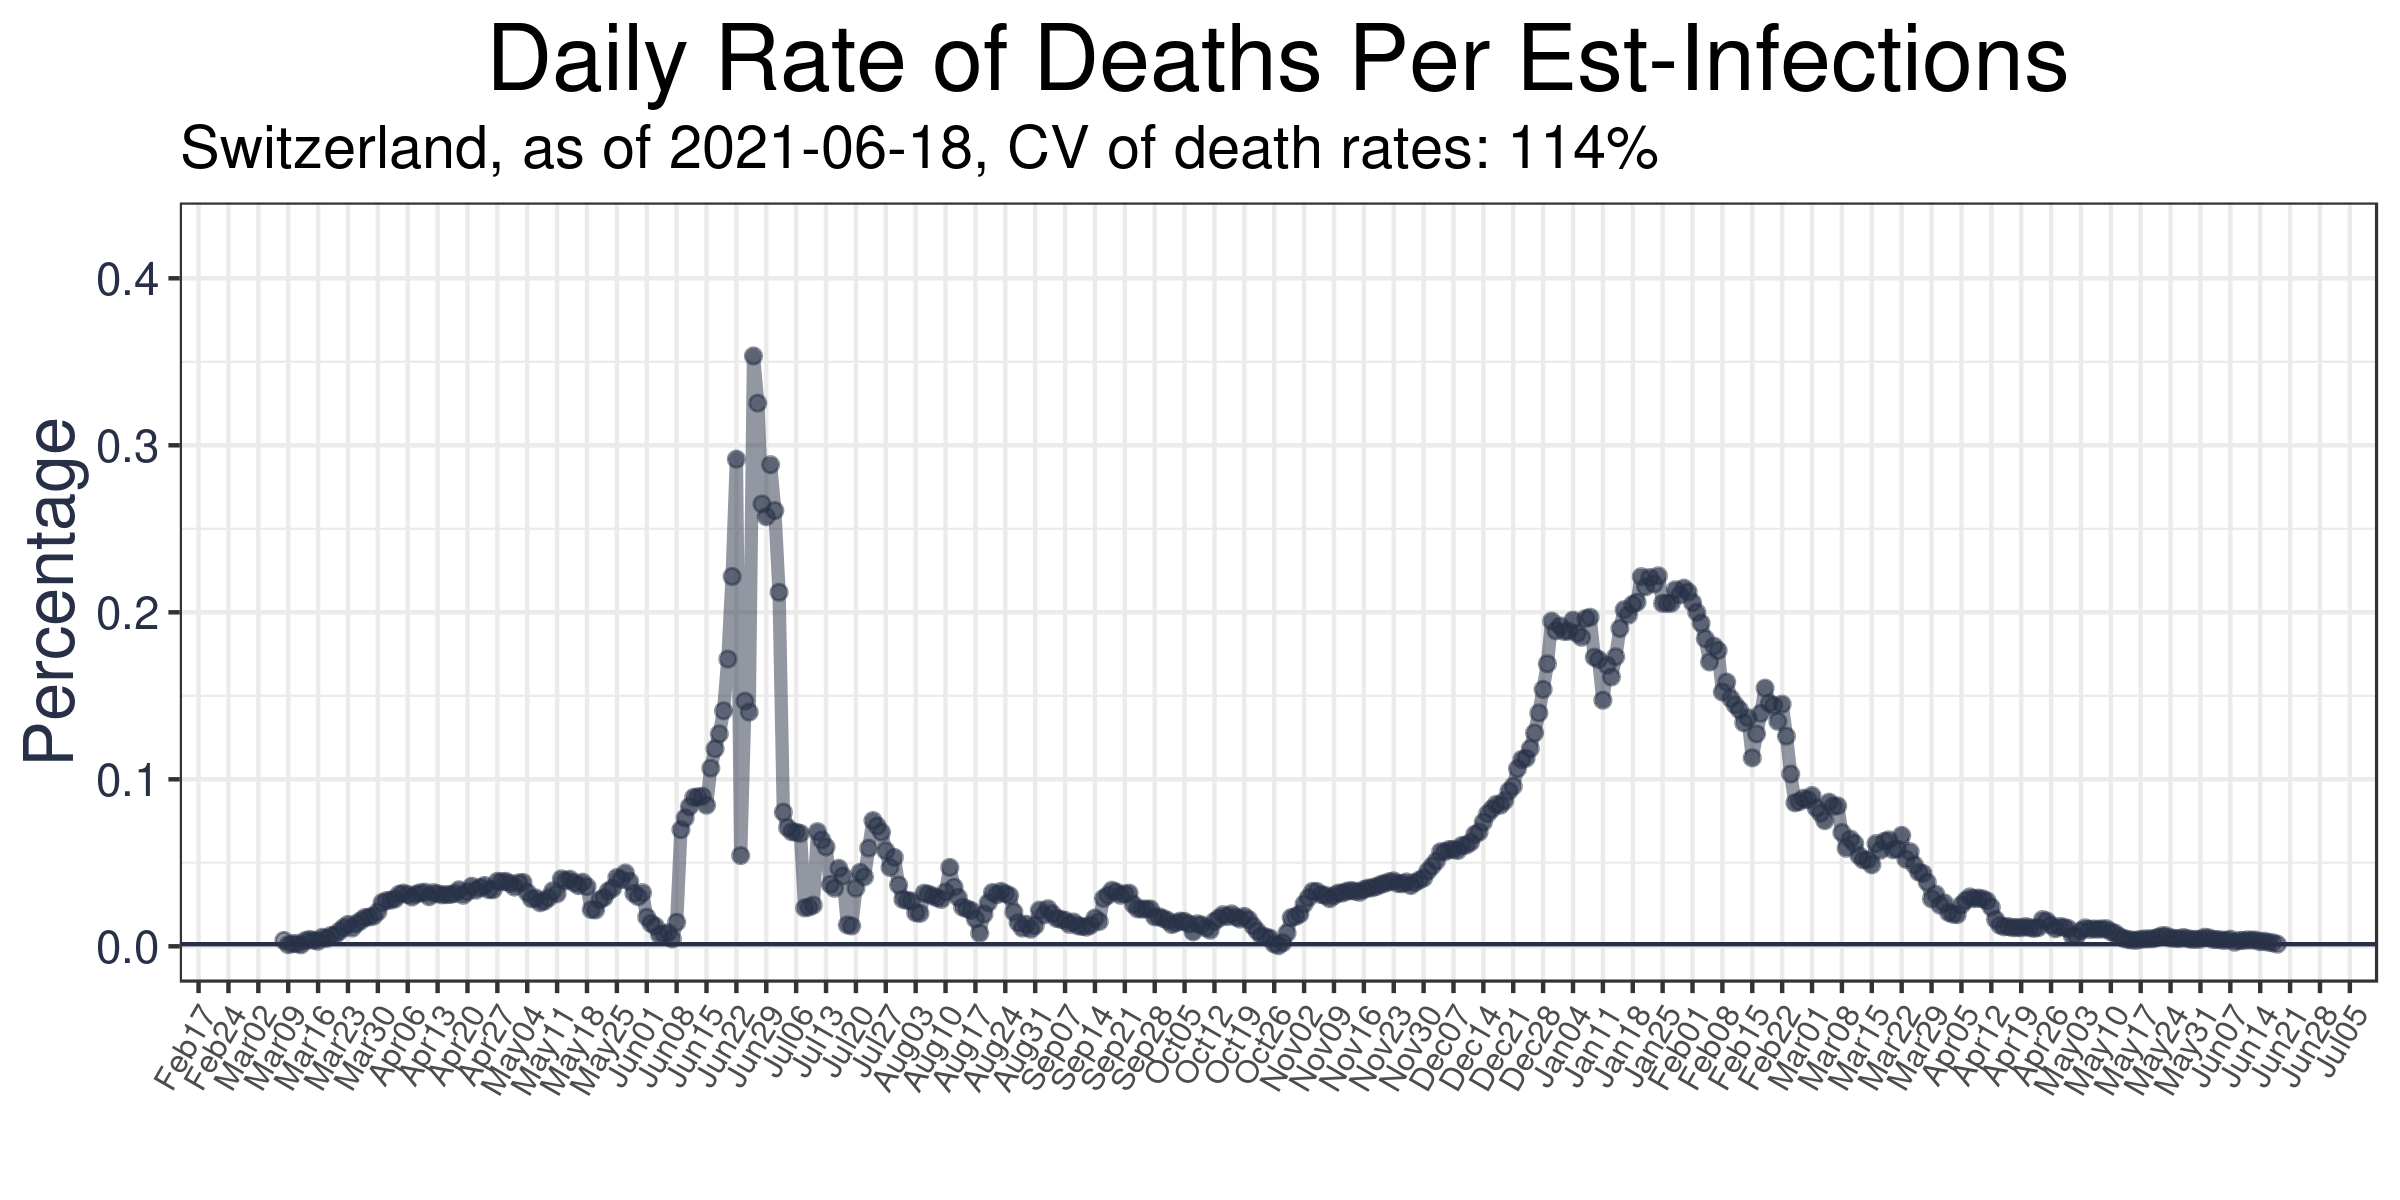 Daily Rate of Deaths Per Est-Infections
Switzerland, as of 2021-06-18, CV of death rates: 114%
Percentage
0.4
0.3
0.2
0.1
0.0
Feb17
Feb24
Mar02
Mar09
Mar16
Mar23
Mar30
Apr06
Apr13
Apr20
Apr27
May04
May11
May18
May25
Jun01
Jun08
Jun15
Jun22
Jun29
Jul06
Jul13
Jul20
Jul27
Aug03
Aug10
Aug17
Aug24
Aug31
Sep07
Sep14
Sep21
Sep28
Oct05
Oct12
Oct19
Oct26
Nov02
Nov09
Nov16
Nov23
Nov30
Dec07
Dec14
Dec21
Dec28
Jan04
Jan11
Jan18
Jan25
Feb01
Feb08
Feb15
Feb22
Mar01
Mar08
Mar15
Mar22
Mar29
Apr05
Apr12
Apr19
Apr26
May03
May10
May17
May24
May31
Jun07
Jun14
Jun21
Jun28
Jul05